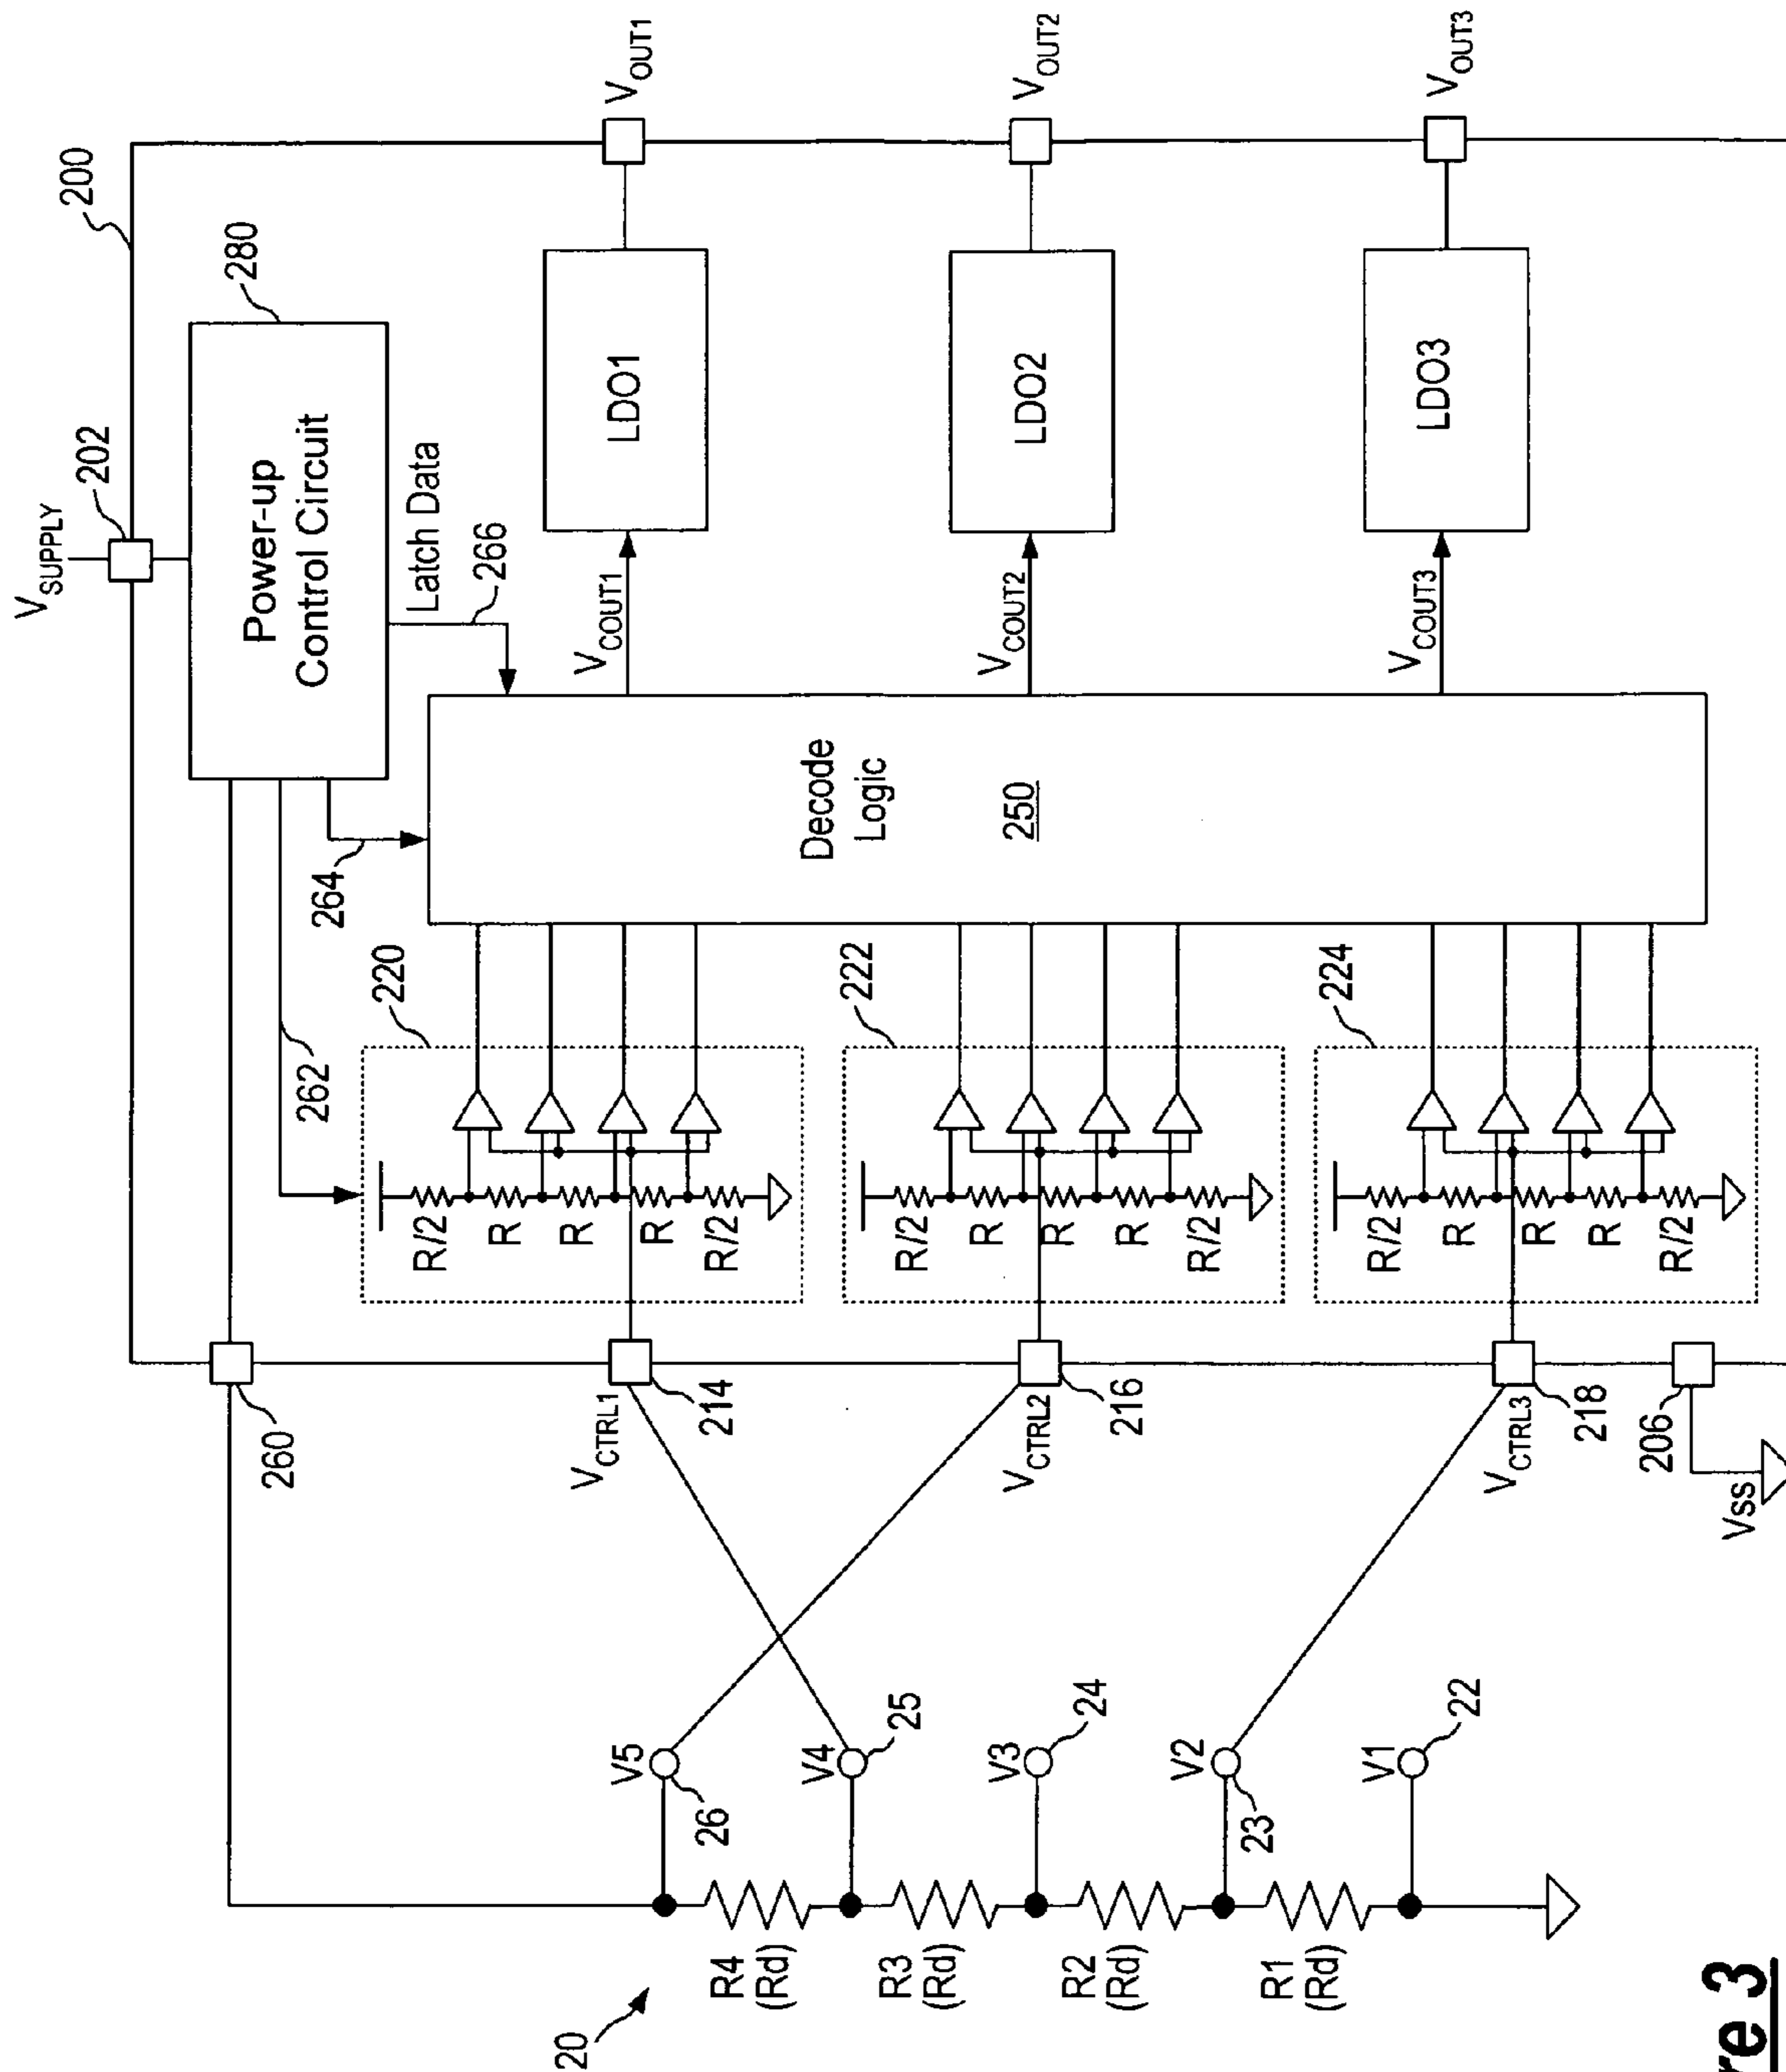 V_SUPPLY
202
200
280
Power-up
Control Circuit
Latch Data
266
264
262
260
220
R/2
R
R
R
R/2
222
R/2
R
R
R
R/2
224
R/2
R
R
R
R/2
Decode
Logic
250
V_COUT1
V_COUT2
V_COUT3
LDO1
LDO2
LDO3
V_OUT1
V_OUT2
V_OUT3
V_CTRL1
214
V_CTRL2
216
V_CTRL3
218
206
Vss
20
V5
26
V4
25
V3
24
V2
23
V1
22
R4
(Rd)
R3
(Rd)
R2
(Rd)
R1
(Rd)
re 3